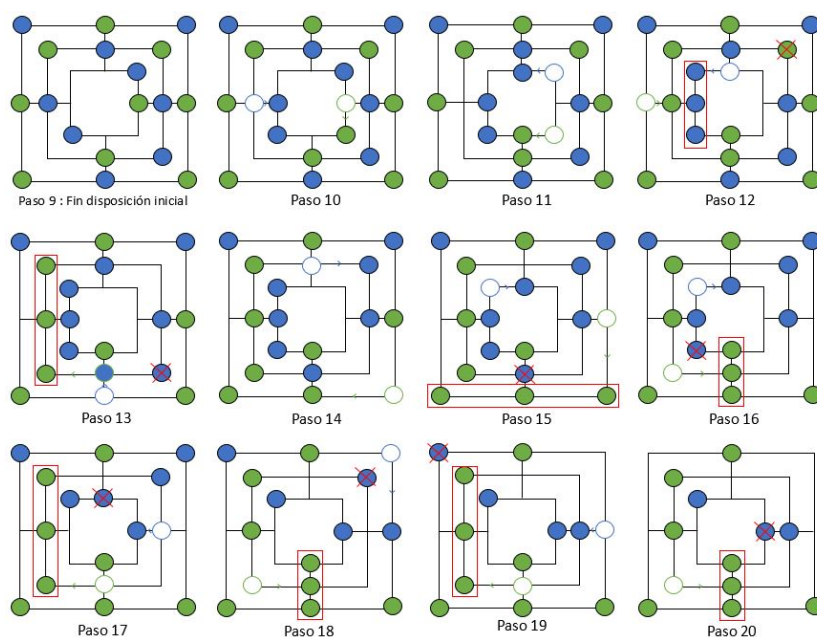 Paso 9 : Fin disposición inicial
Paso 10
Paso 11
Paso 12
Paso 13
Paso 14
Paso 15
Paso 16
Paso 17
Paso 18
Paso 19
Paso 20